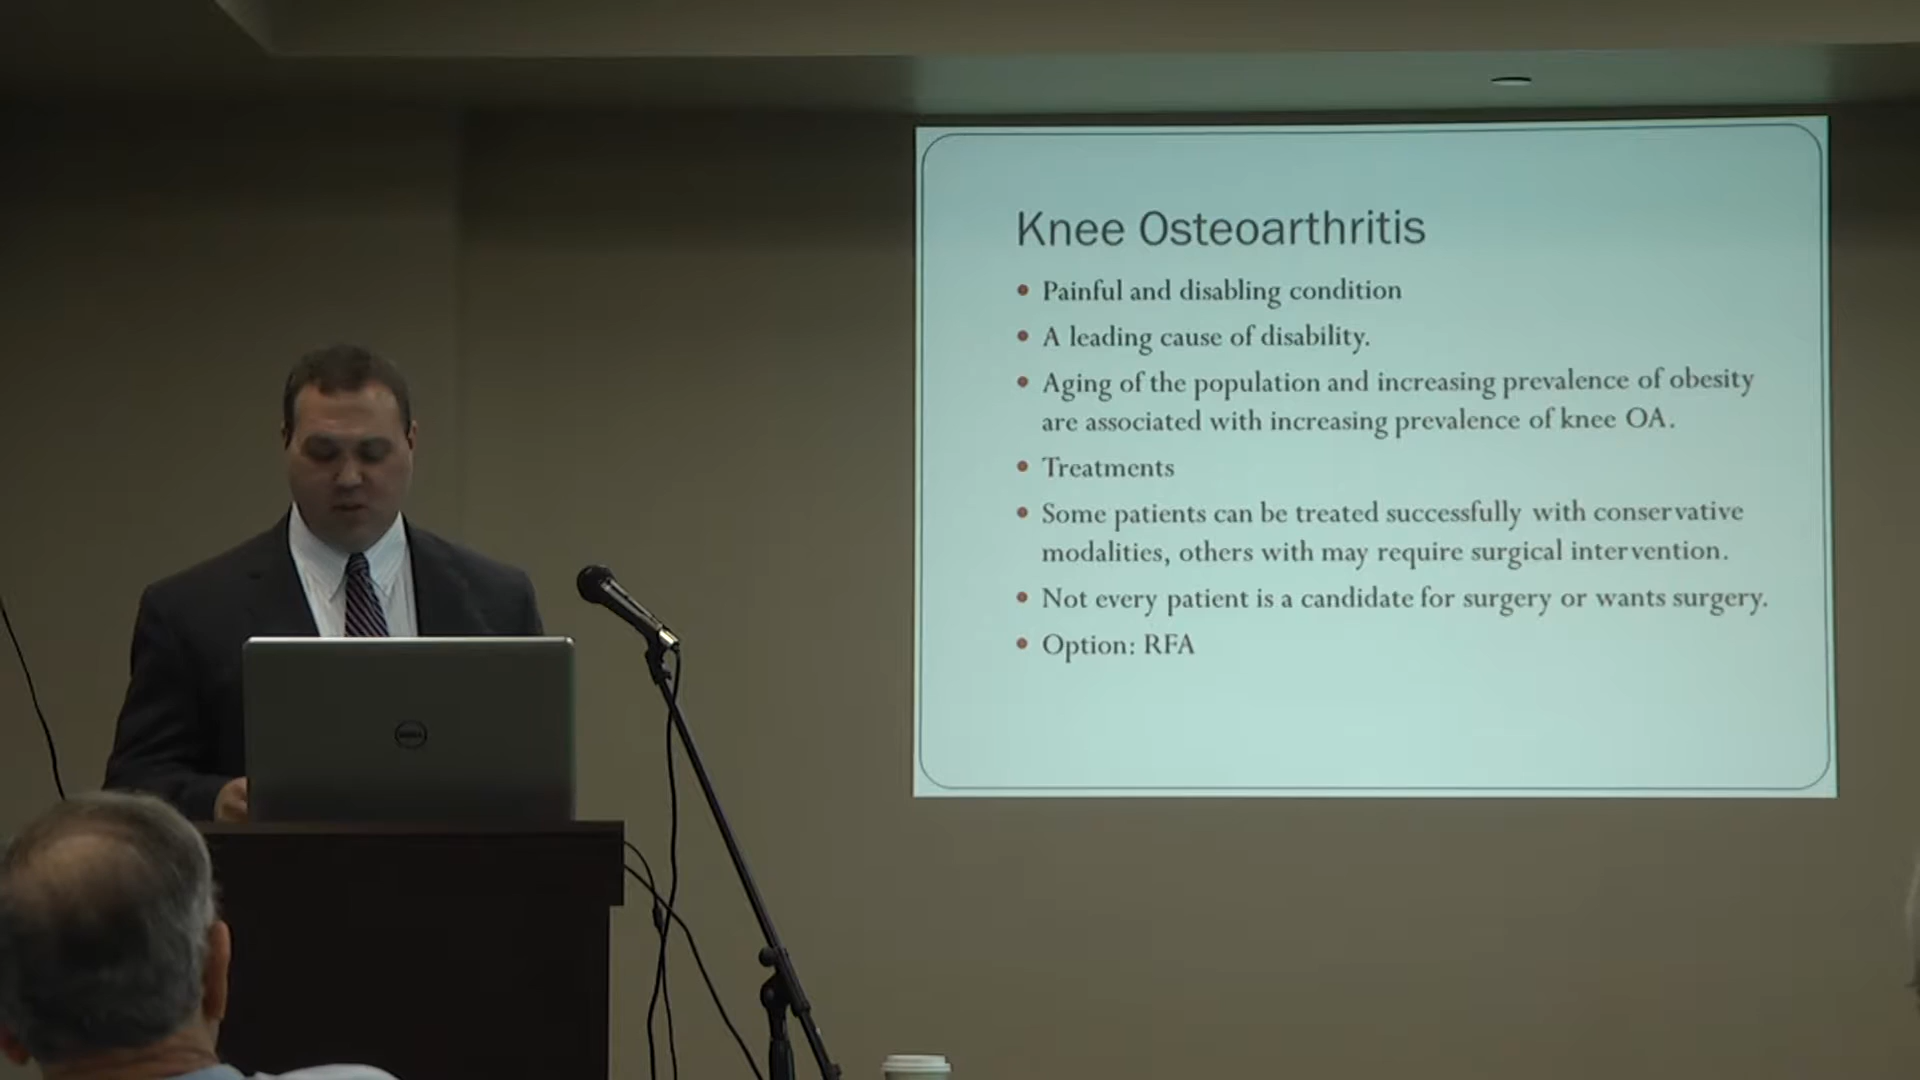 Knee Osteoarthritis
• Painful and disabling condition
• A leading cause of disability.
• Aging of the population and increasing prevalence of obesity
are associated with increasing prevalence of knee OA.
• Treatments
• Some patients can be treated successfully with conservative
modalities, others with may require surgical intervention.
• Not every patient is a candidate for surgery or wants surgery.
• Option: RFA
DELL